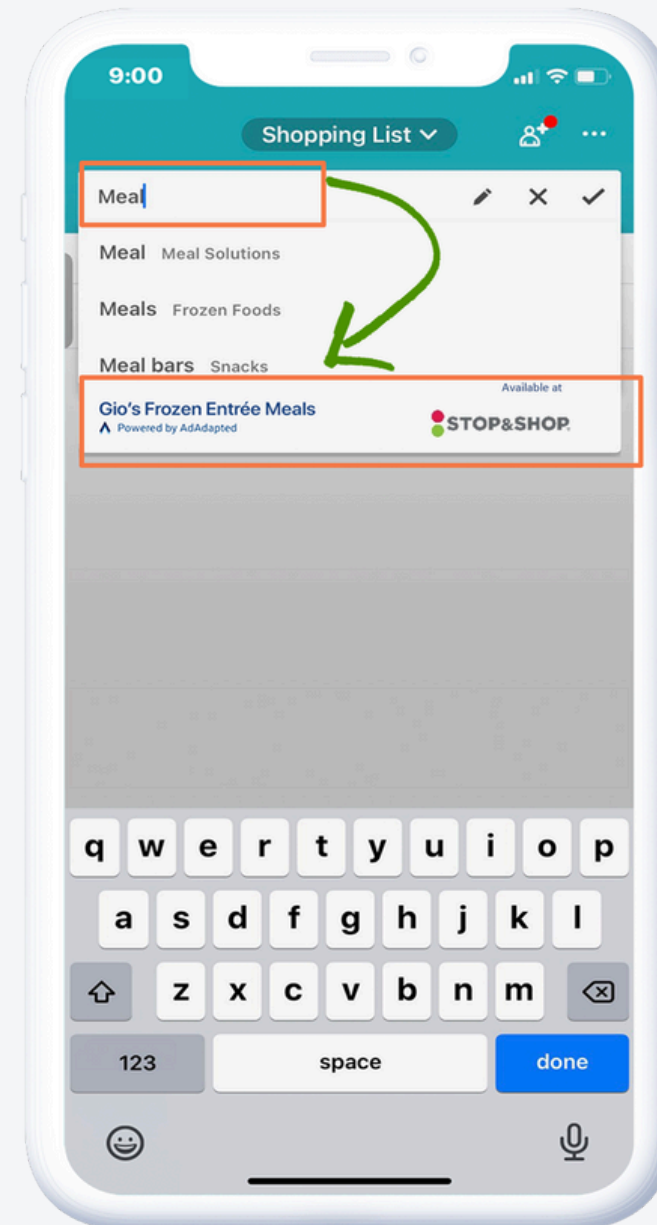 9:00
Shopping List
Meal
Meal Meal Solutions
Meals Frozen Foods
Meal bars Snacks
Available at
Gio's Frozen Entrée Meals
Powered by AdAdapted
STOP&SHOP.
q w e r t y u i o p
a s d f g h j k l
z x c v b n m
123 space done